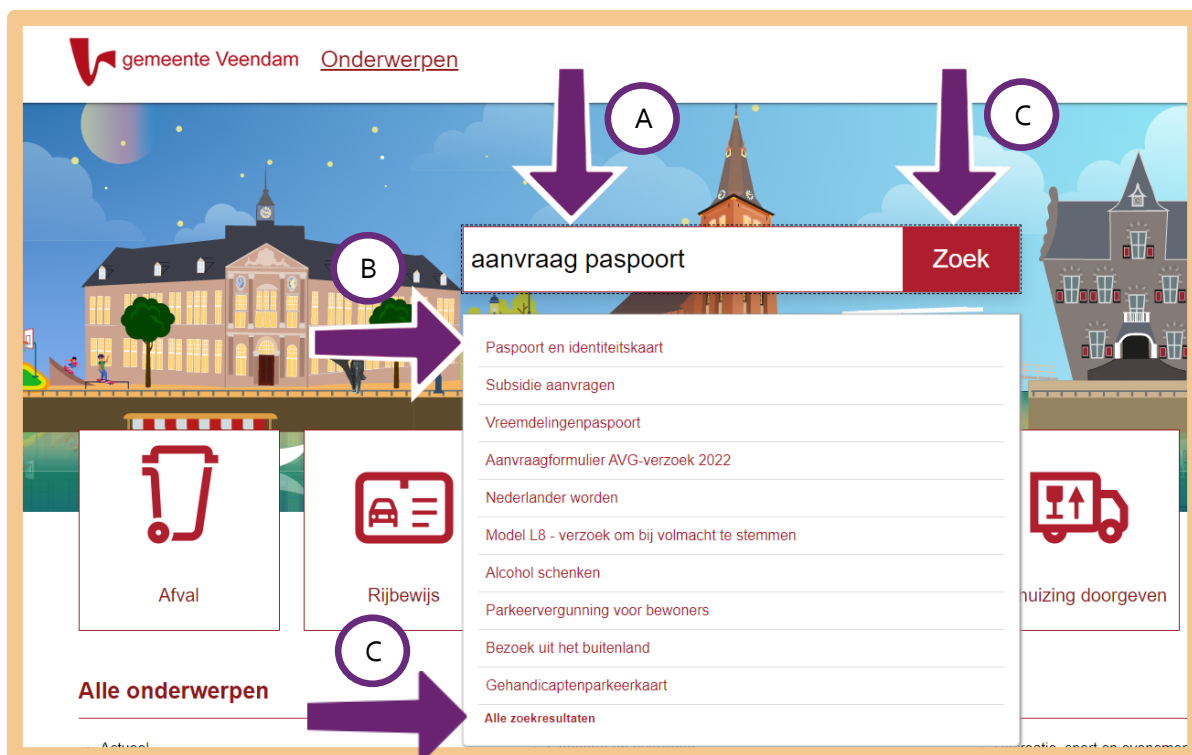 gemeente Veendam
Onderwerpen
A
C
aanvraag paspoort
Zoek
B
Paspoort en identiteitskaart
Subsidie aanvragen
Vreemdelingenpaspoort
Aanvraagformulier AVG-verzoek 2022
Nederlander worden
Model L8 - verzoek om bij volmacht te stemmen
Alcohol schenken
Parkeervergunning voor bewoners
Bezoek uit het buitenland
Gehandicaptenparkeerkaart
Alle zoekresultaten
Afval
Rijbewijs
huizing doorgeven
C
Alle onderwerpen
Actueel